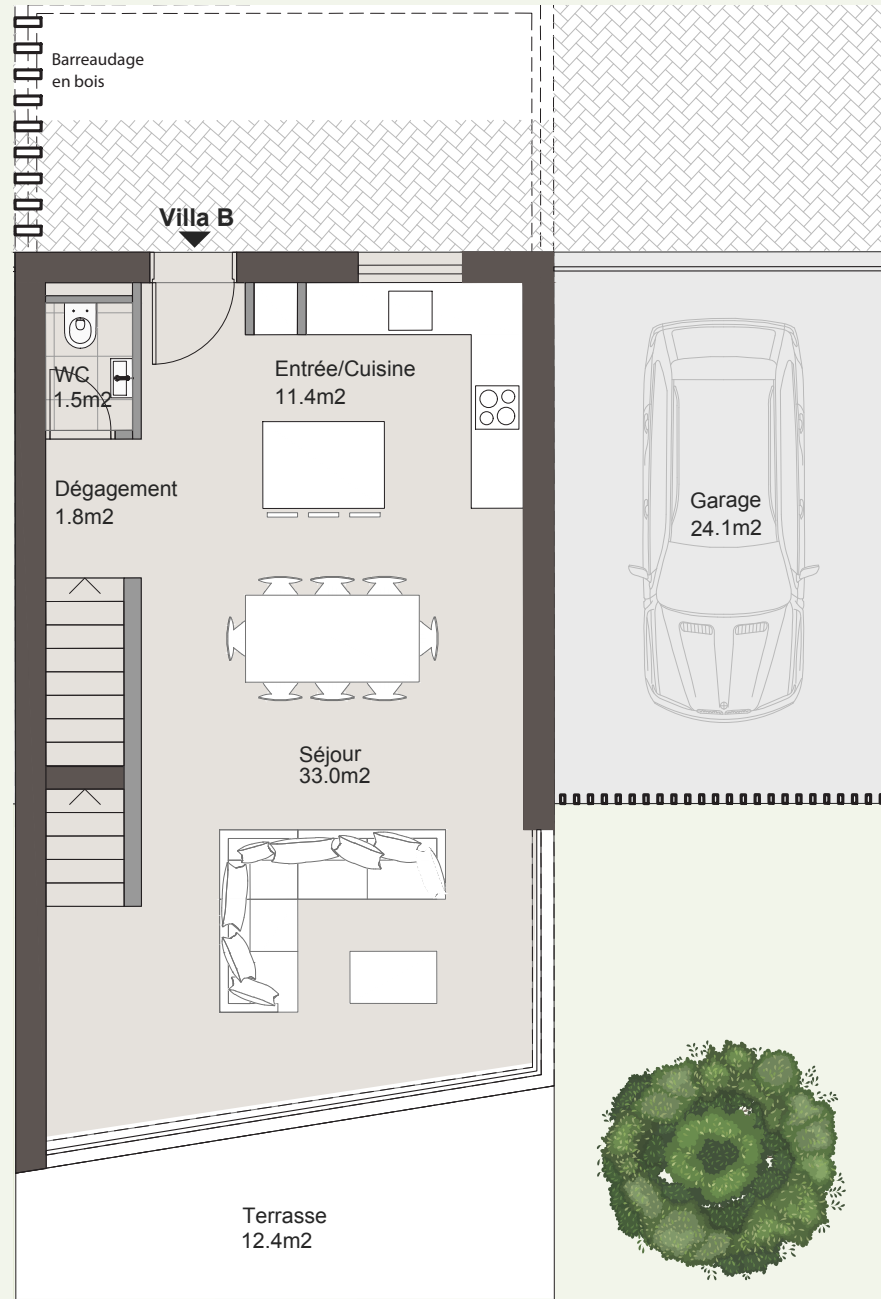 Barreaudage
en bois
Villa B
WC
1.5m2
Entrée/Cuisine
11.4m2
Dégagement
1.8m2
Garage
24.1m2
Séjour
33.0m2
Terrasse
12.4m2